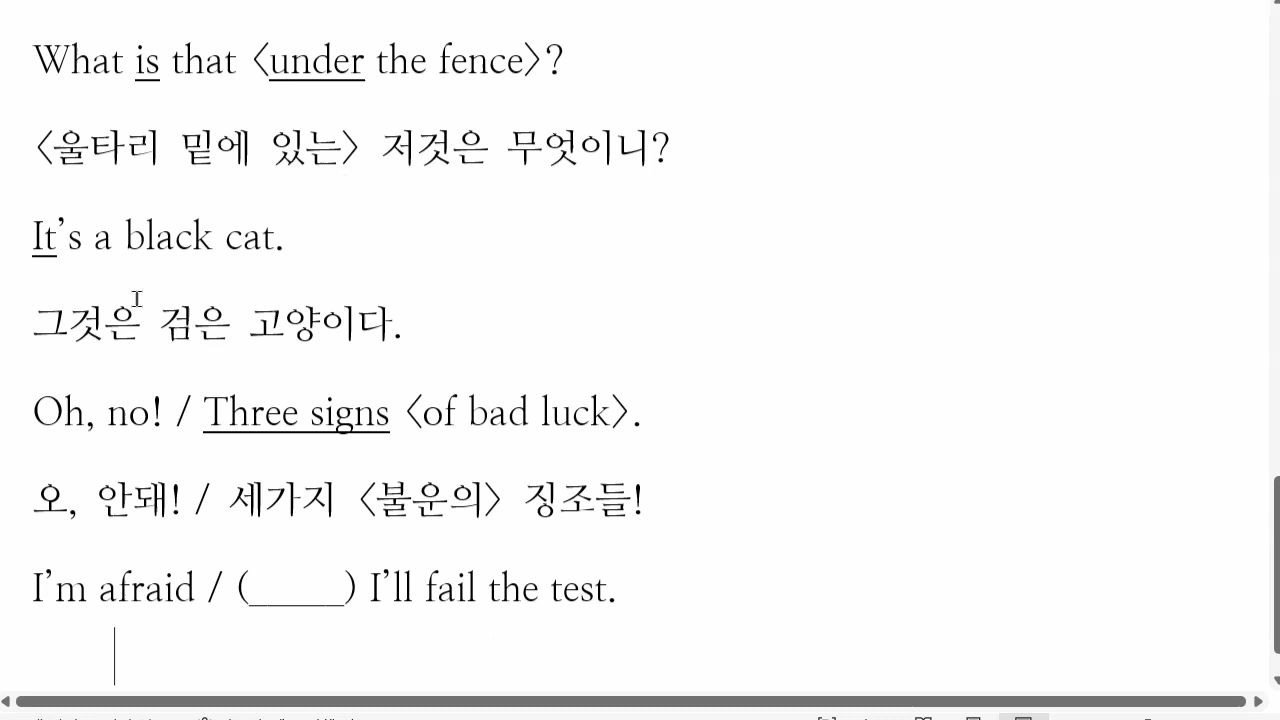 What is that 〈under the fence〉?
〈울타리 밑에 있는〉 저것은 무엇이니?
It’s a black cat.
그것은 검은 고양이다.
Oh, no! / Three signs 〈of bad luck〉.
오, 안돼! / 세가지 〈불운의〉 징조들!
I’m afraid / (_____) I’ll fail the test.